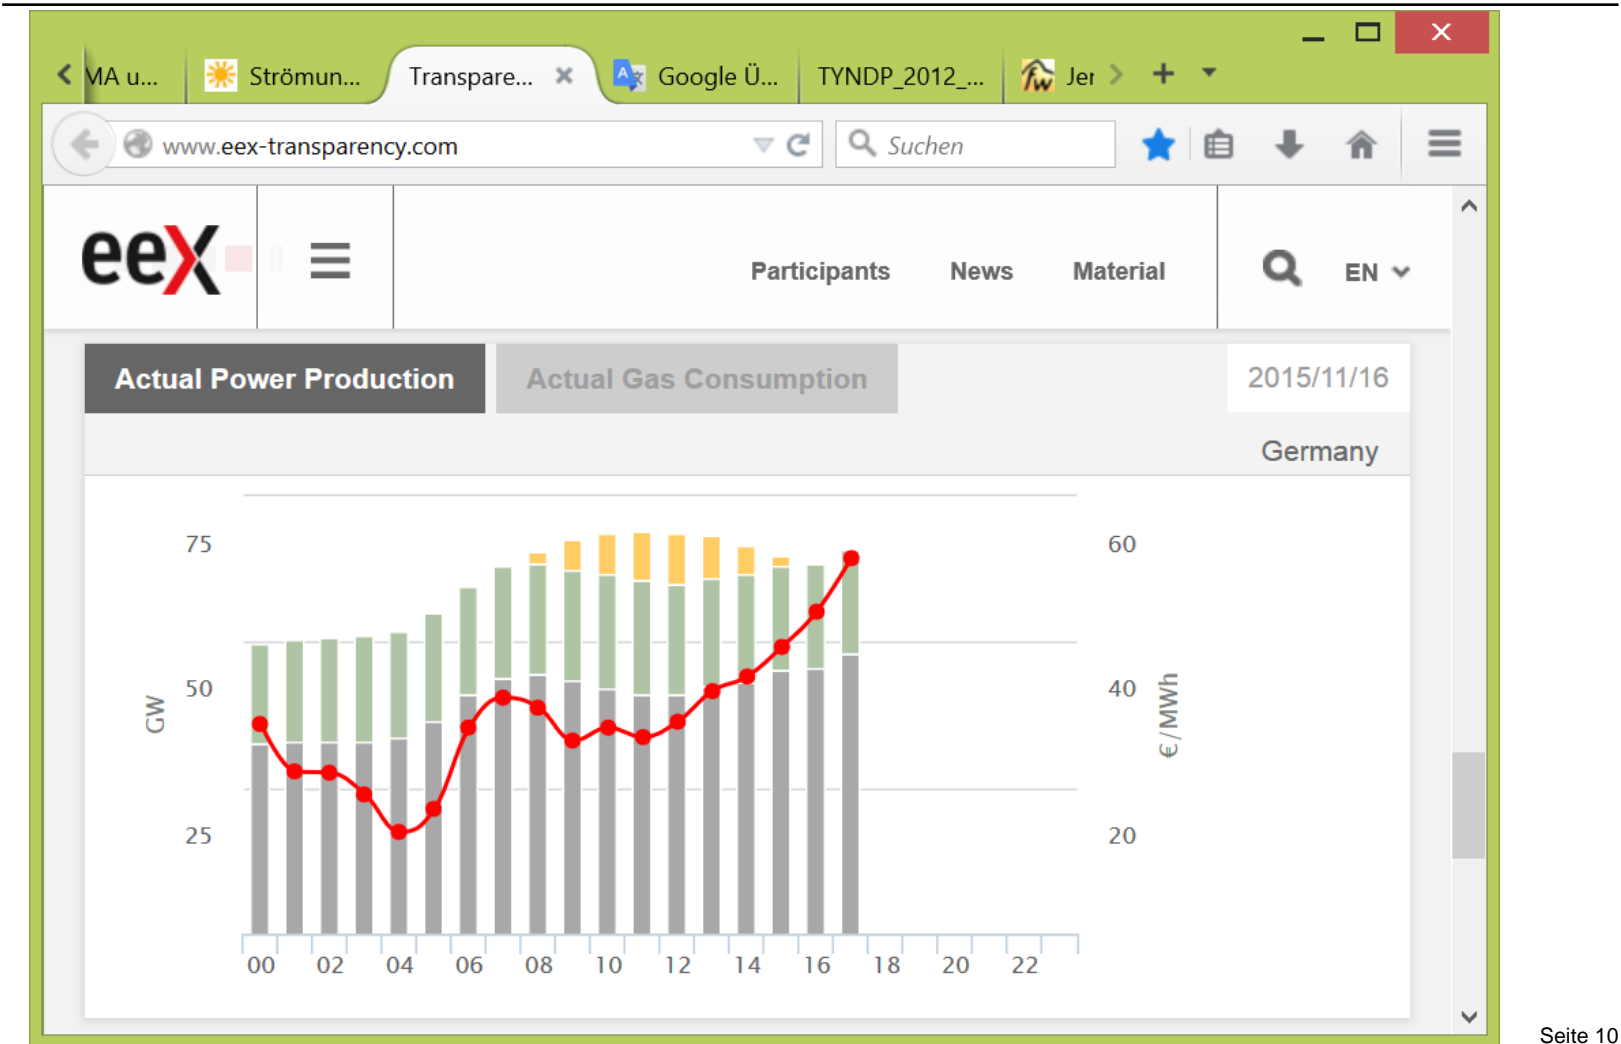 MA u...
Strömun...
Transpare...
Google Ü...
TYNDP_2012_...
Jer
www.eex-transparency.com
Suchen
eex
Participants
News
Material
EN
Actual Power Production
Actual Gas Consumption
2015/11/16
Germany
75
60
50
40
GW
€/MWh
25
20
00 02 04 06 08 10 12 14 16 18 20 22
Seite 10